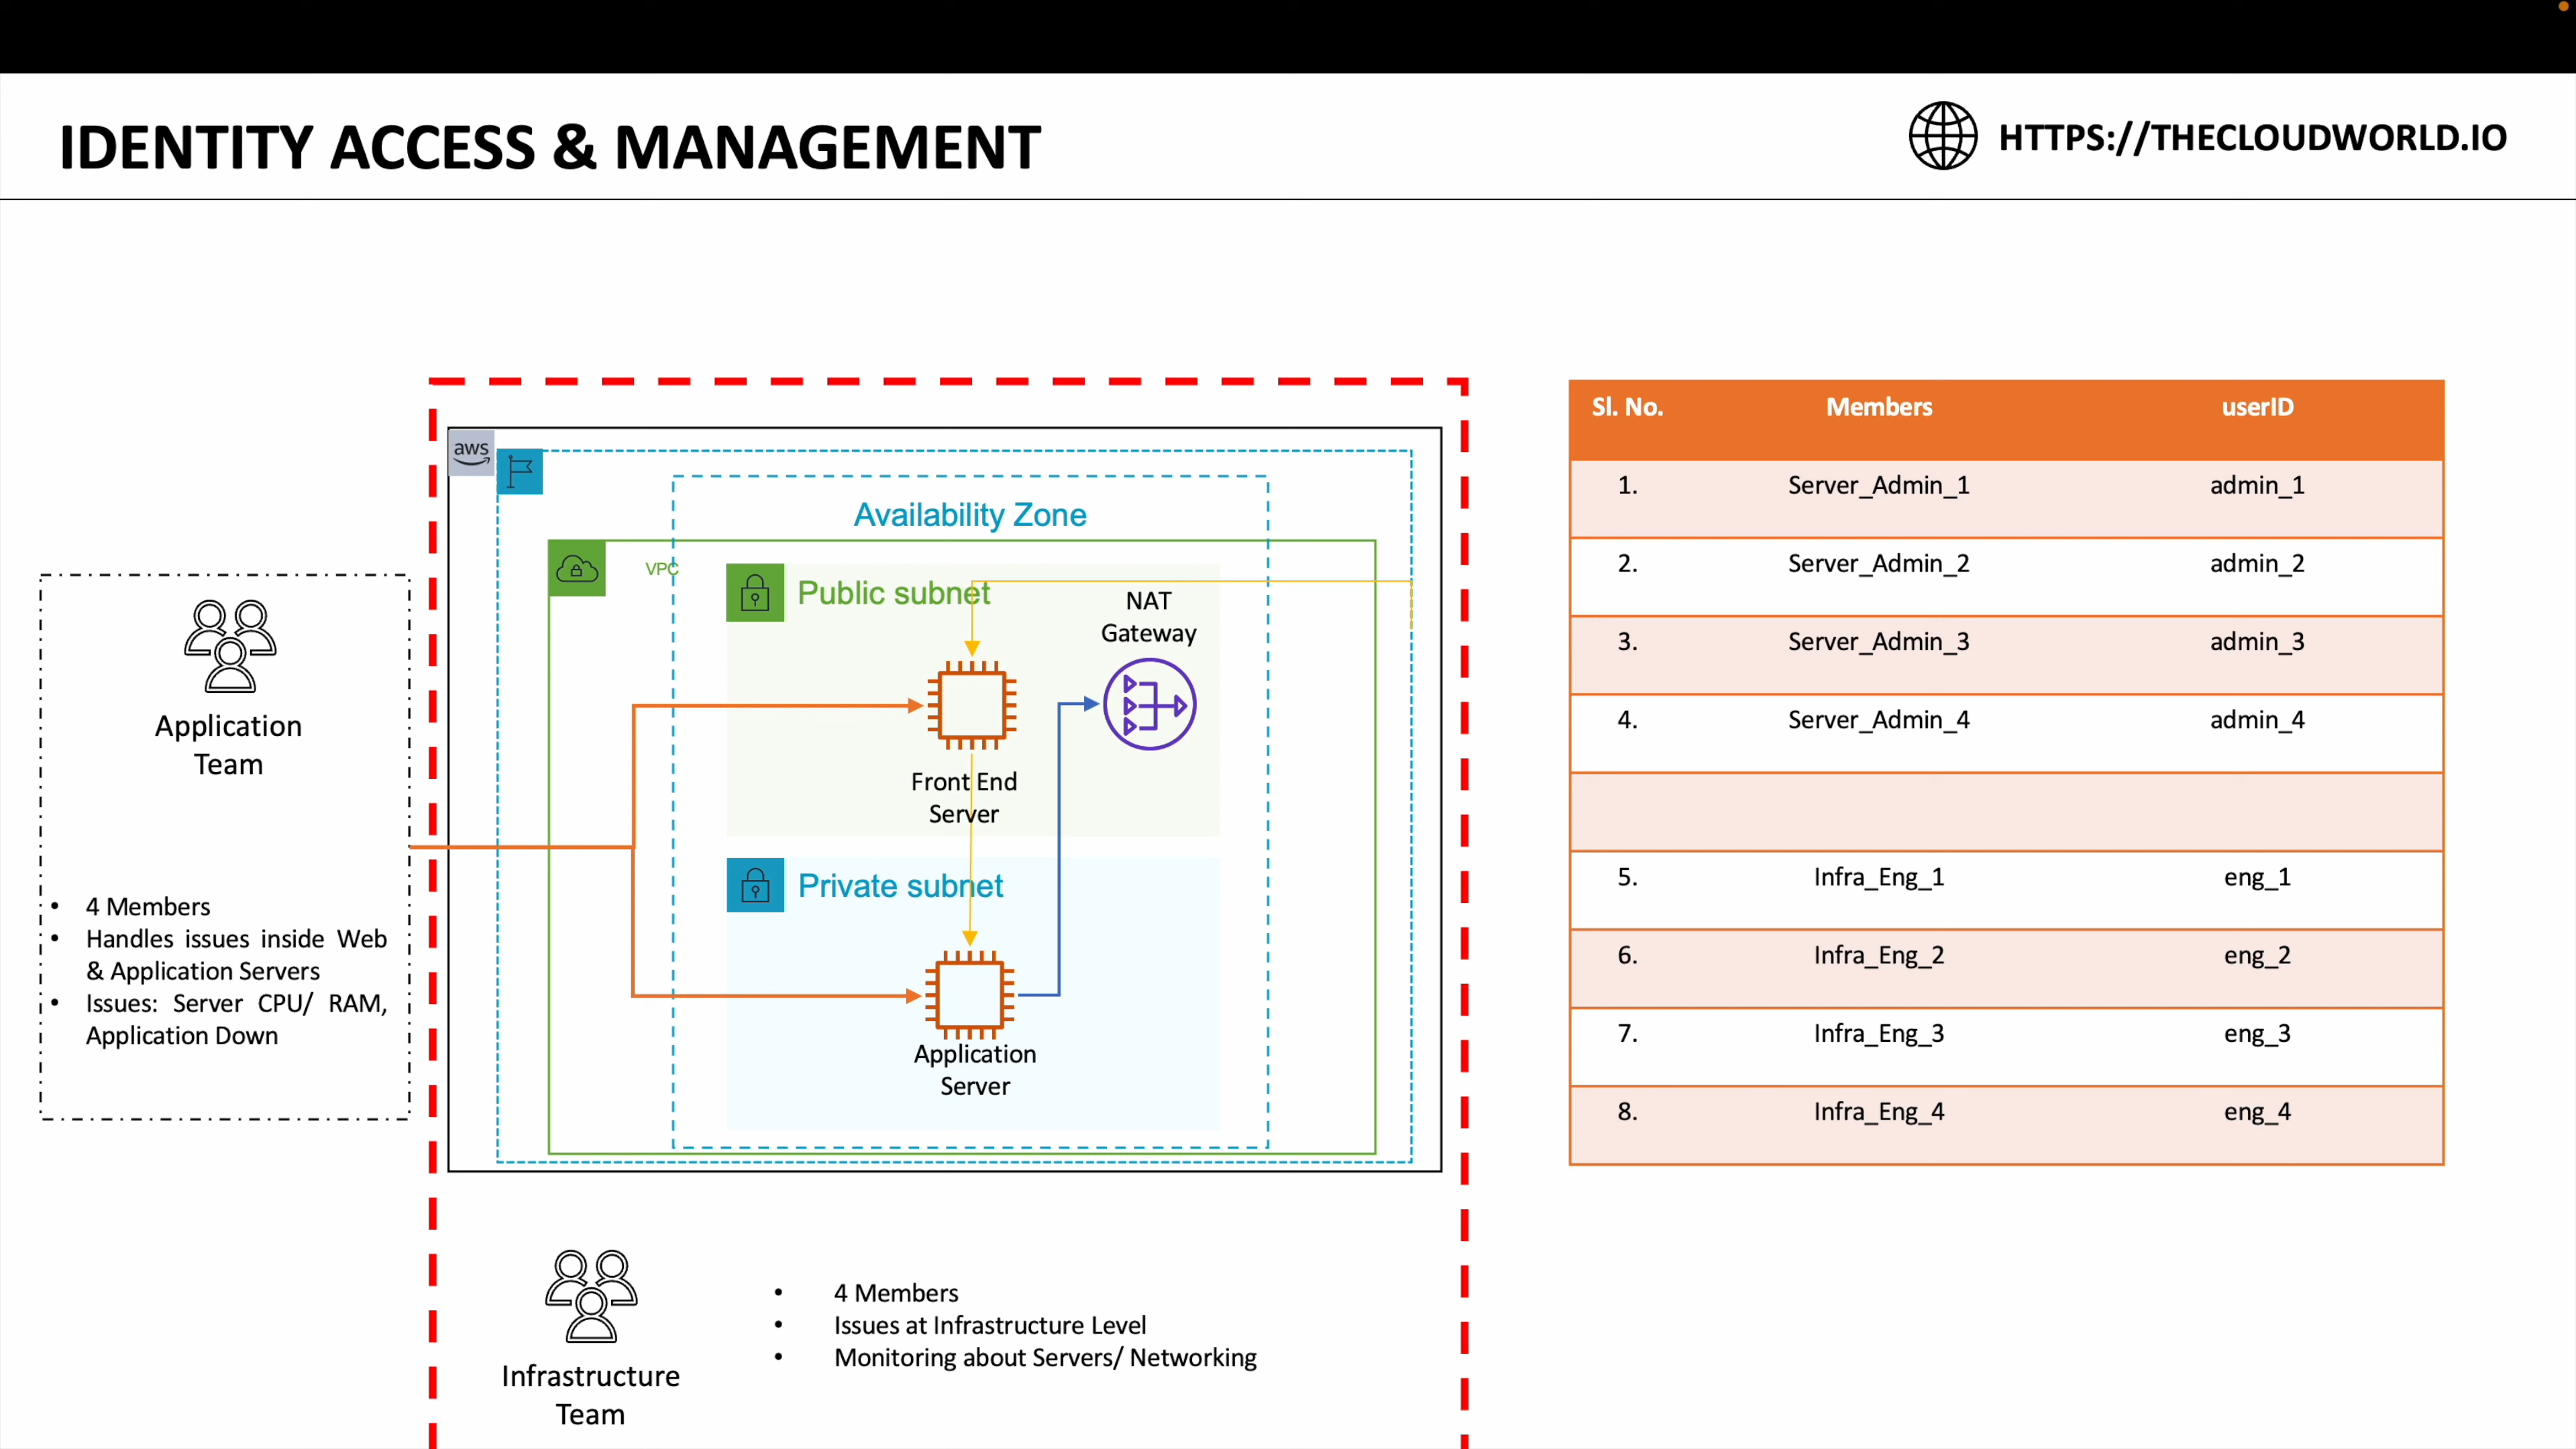 IDENTITY ACCESS & MANAGEMENT
HTTPS://THECLOUDWORLD.IO
Application
Team
• 4 Members
• Handles issues inside Web
& Application Servers
• Issues: Server CPU/ RAM,
Application Down
aws
Availability Zone
VPC
Public subnet
NAT
Gateway
Front End
Server
Private subnet
Application
Server
Infrastructure
Team
• 4 Members
• Issues at Infrastructure Level
• Monitoring about Servers/ Networking
Sl. No. Members userID
1. Server_Admin_1 admin_1
2. Server_Admin_2 admin_2
3. Server_Admin_3 admin_3
4. Server_Admin_4 admin_4
5. Infra_Eng_1 eng_1
6. Infra_Eng_2 eng_2
7. Infra_Eng_3 eng_3
8. Infra_Eng_4 eng_4